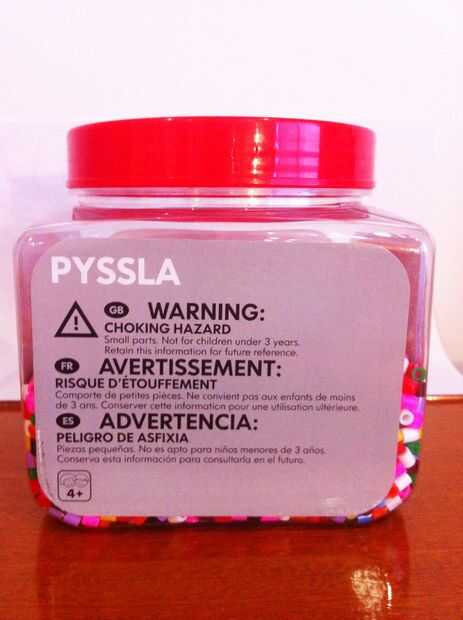 PYSSLA
GB WARNING:
CHOKING HAZARD
Small parts. Not for children under 3 years.
Retain this information for future reference.
FR AVERTISSEMENT:
RISQUE D'ÉTOUFFEMENT
Comporte de petites pièces. Ne convient pas aux enfants de moins
de 3 ans. Conserver cette information pour une utilisation ultérieure.
ES ADVERTENCIA:
PELIGRO DE ASFIXIA
Piezas pequeñas. No es apto para niños menores de 3 años.
Conserva esta información para consultarla en el futuro.
4+